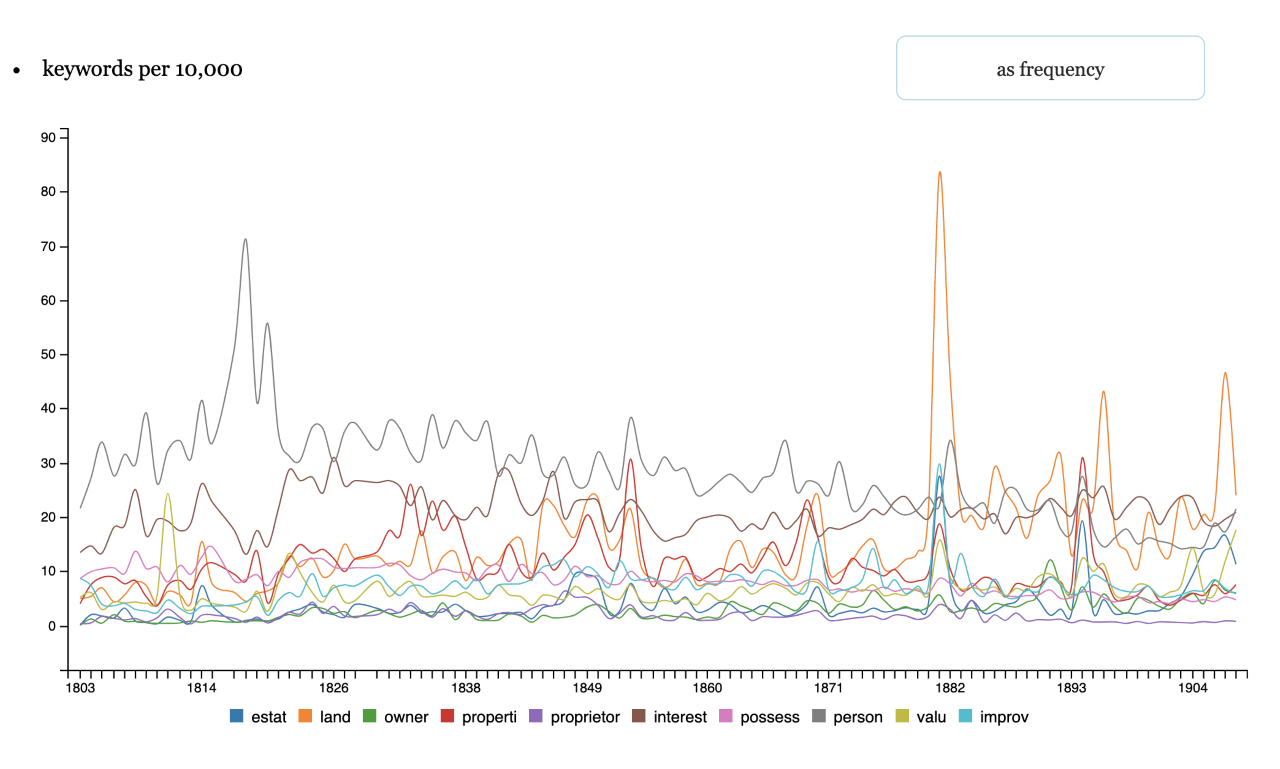 • keywords per 10,000
as frequency
90
80
70
60
50
40
30
20
10
0
1803 1814 1826 1838 1849 1860 1871 1882 1893 1904
estat land owner properti proprietor interest possess person valu improv